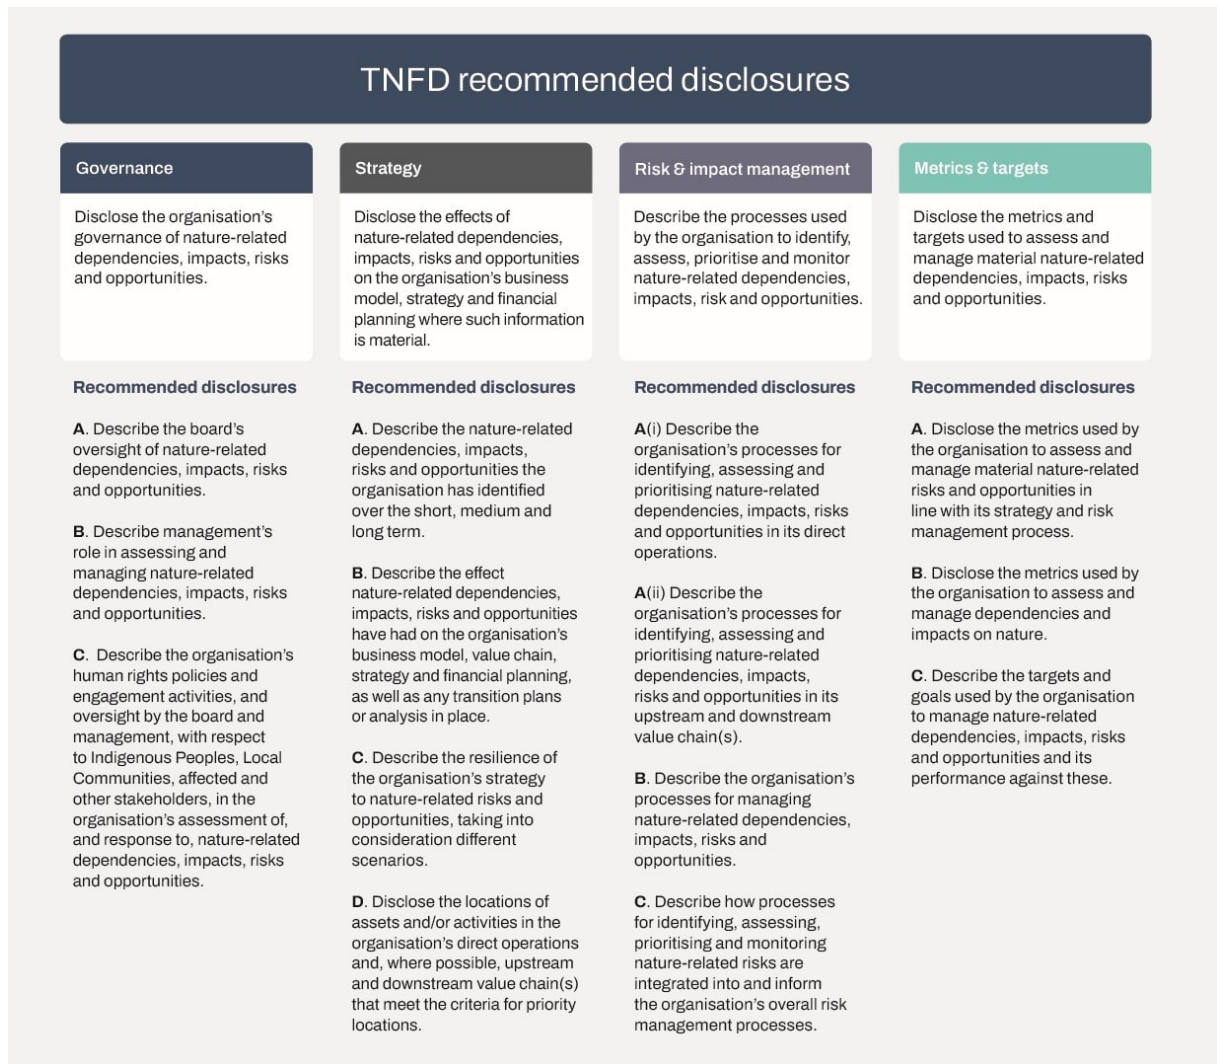 TNFD recommended disclosures
Governance
Disclose the organisation's
governance of nature-related
dependencies, impacts, risks
and opportunities.
Recommended disclosures
A. Describe the board's
oversight of nature-related
dependencies, impacts, risks
and opportunities.
B. Describe management's
role in assessing and
managing nature-related
dependencies, impacts, risks
and opportunities.
C. Describe the organisation's
human rights policies and
engagement activities, and
oversight by the board and
management, with respect
to Indigenous Peoples, Local
Communities, affected and
other stakeholders, in the
organisation's assessment of,
and response to, nature-related
dependencies, impacts, risks
and opportunities.
Strategy
Disclose the effects of
nature-related dependencies,
impacts, risks and opportunities
on the organisation's business
model, strategy and financial
planning where such information
is material.
Recommended disclosures
A. Describe the nature-related
dependencies, impacts,
risks and opportunities the
organisation has identified
over the short, medium and
long term.
B. Describe the effect
nature-related dependencies,
impacts, risks and opportunities
have had on the organisation's
business model, value chain,
strategy and financial planning,
as well as any transition plans
or analysis in place.
C. Describe the resilience of
the organisation's strategy
to nature-related risks and
opportunities, taking into
consideration different
scenarios.
D. Disclose the locations of
assets and/or activities in the
organisation's direct operations
and, where possible, upstream
and downstream value chain(s)
that meet the criteria for priority
locations.
Risk & impact management
Describe the processes used
by the organisation to identify,
assess, prioritise and monitor
nature-related dependencies,
impacts, risk and opportunities.
Recommended disclosures
A(i) Describe the
organisation's processes for
identifying, assessing and
prioritising nature-related
dependencies, impacts, risks
and opportunities in its direct
operations.
A(ii) Describe the
organisation's processes for
identifying, assessing and
prioritising nature-related
dependencies, impacts,
risks and opportunities in its
upstream and downstream
value chain(s).
B. Describe the organisation's
processes for managing
nature-related dependencies,
impacts, risks and
opportunities.
C. Describe how processes
for identifying, assessing,
prioritising and monitoring
nature-related risks are
integrated into and inform
the organisation's overall risk
management processes.
Metrics & targets
Disclose the metrics and
targets used to assess and
manage material nature-related
dependencies, impacts, risks
and opportunities.
Recommended disclosures
A. Disclose the metrics used by
the organisation to assess and
manage material nature-related
risks and opportunities in
line with its strategy and risk
management process.
B. Disclose the metrics used by
the organisation to assess and
manage dependencies and
impacts on nature.
C. Describe the targets and
goals used by the organisation
to manage nature-related
dependencies, impacts, risks
and opportunities and its
performance against these.